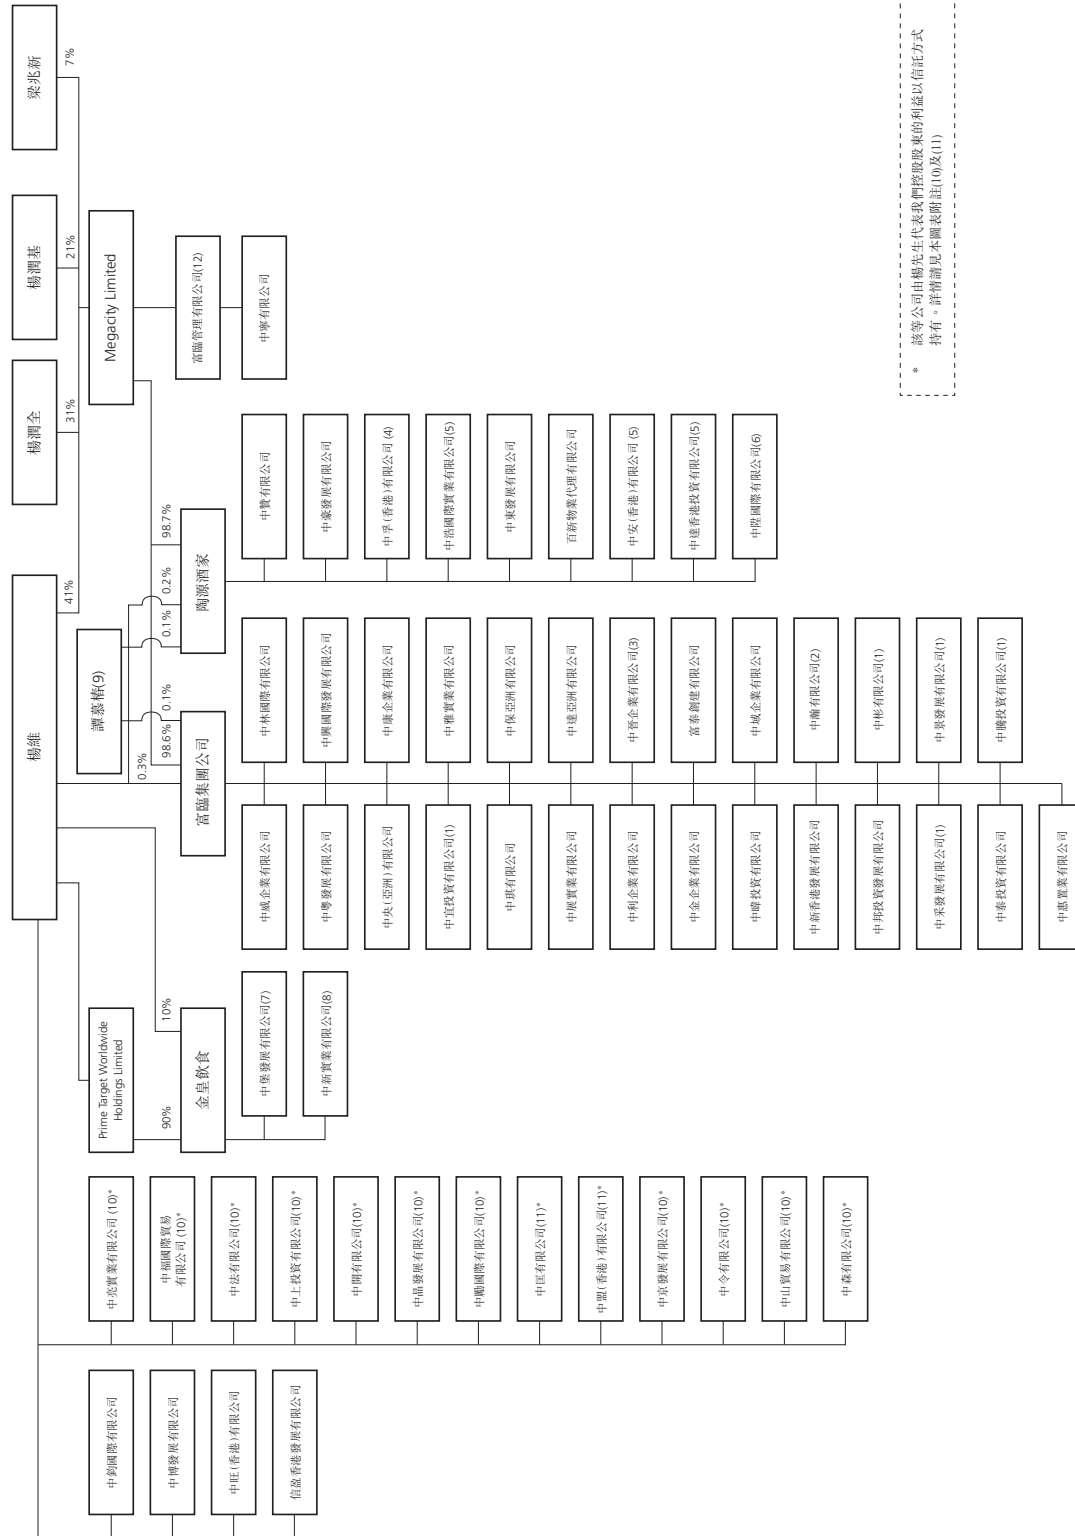 楊維
楊潤全
楊潤基
梁兆新
41%
31%
21%
7%
譚慕椿(9)
Megacity Limited
Prime Target Worldwide
Holdings Limited
90%
10%
0.3%
98.6%
0.1%
0.1%
0.2%
98.7%
金皇飲食
富臨集團公司
陶源酒家
富臨管理有限公司(12)
中寧有限公司
中鈞國際有限公司
中博發展有限公司
中旺(香港)有限公司
信盈香港發展有限公司
中亮實業有限公司 (10)*
中福國際貿易
有限公司 (10)*
中法有限公司(10)*
中上投資有限公司(10)*
中開有限公司(10)*
中晶發展有限公司(10)*
中勵國際有限公司(10)*
中匡有限公司(11)*
中盟(香港)有限公司(11)*
中京發展有限公司(10)*
中令有限公司(10)*
中山貿易有限公司(10)*
中森有限公司(10)*
中堡發展有限公司(7)
中新實業有限公司(8)
中威企業有限公司
中粵發展有限公司
中央(亞洲)有限公司
中宜投資有限公司(1)
中琪有限公司
中展實業有限公司
中利企業有限公司
中金企業有限公司
中暐投資有限公司
中新香港發展有限公司
中邦投資發展有限公司
中采發展有限公司(1)
中泰投資有限公司
中惠置業有限公司
中林國際有限公司
中興國際發展有限公司
中康企業有限公司
中雅實業有限公司
中保亞洲有限公司
中達亞洲有限公司
中晉企業有限公司(3)
富泰創建有限公司
中城企業有限公司
中瀚有限公司(2)
中彬有限公司(1)
中景發展有限公司(1)
中騰投資有限公司(1)
中贊有限公司
中豪發展有限公司
中孚(香港)有限公司 (4)
中浩國際實業有限公司(5)
中東發展有限公司
百新物業代理有限公司
中安(香港)有限公司 (5)
中達香港投資有限公司(5)
中陞國際有限公司(6)
* 該等公司由楊先生代表我們控股股東的利益以信託方式
持有。詳情請見本圖表附註(10)及(11)